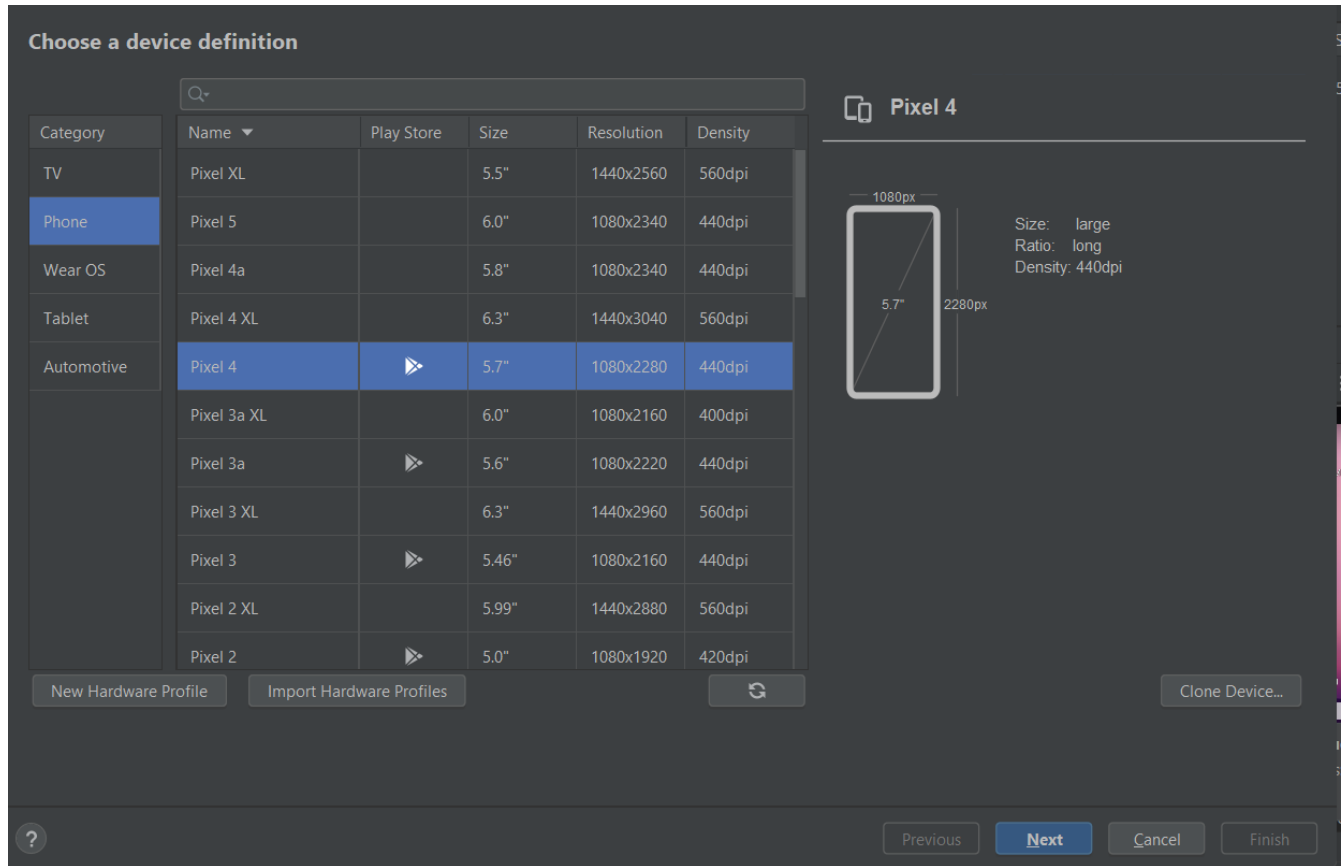 Choose a device definition
Category
Name Play Store Size Resolution Density
TV
Phone
Wear OS
Tablet
Automotive
Pixel XL 5.5" 1440x2560 560dpi
Pixel 5 6.0" 1080x2340 440dpi
Pixel 4a 5.8" 1080x2340 440dpi
Pixel 4 XL 6.3" 1440x3040 560dpi
Pixel 4 5.7" 1080x2280 440dpi
Pixel 3a XL 6.0" 1080x2160 400dpi
Pixel 3a 5.6" 1080x2220 440dpi
Pixel 3 XL 6.3" 1440x2960 560dpi
Pixel 3 5.46" 1080x2160 440dpi
Pixel 2 XL 5.99" 1440x2880 560dpi
Pixel 2 5.0" 1080x1920 420dpi
Pixel 4
1080px
5.7"
2280px
Size: large
Ratio: long
Density: 440dpi
New Hardware Profile Import Hardware Profiles Clone Device...
? Previous Next Cancel Finish